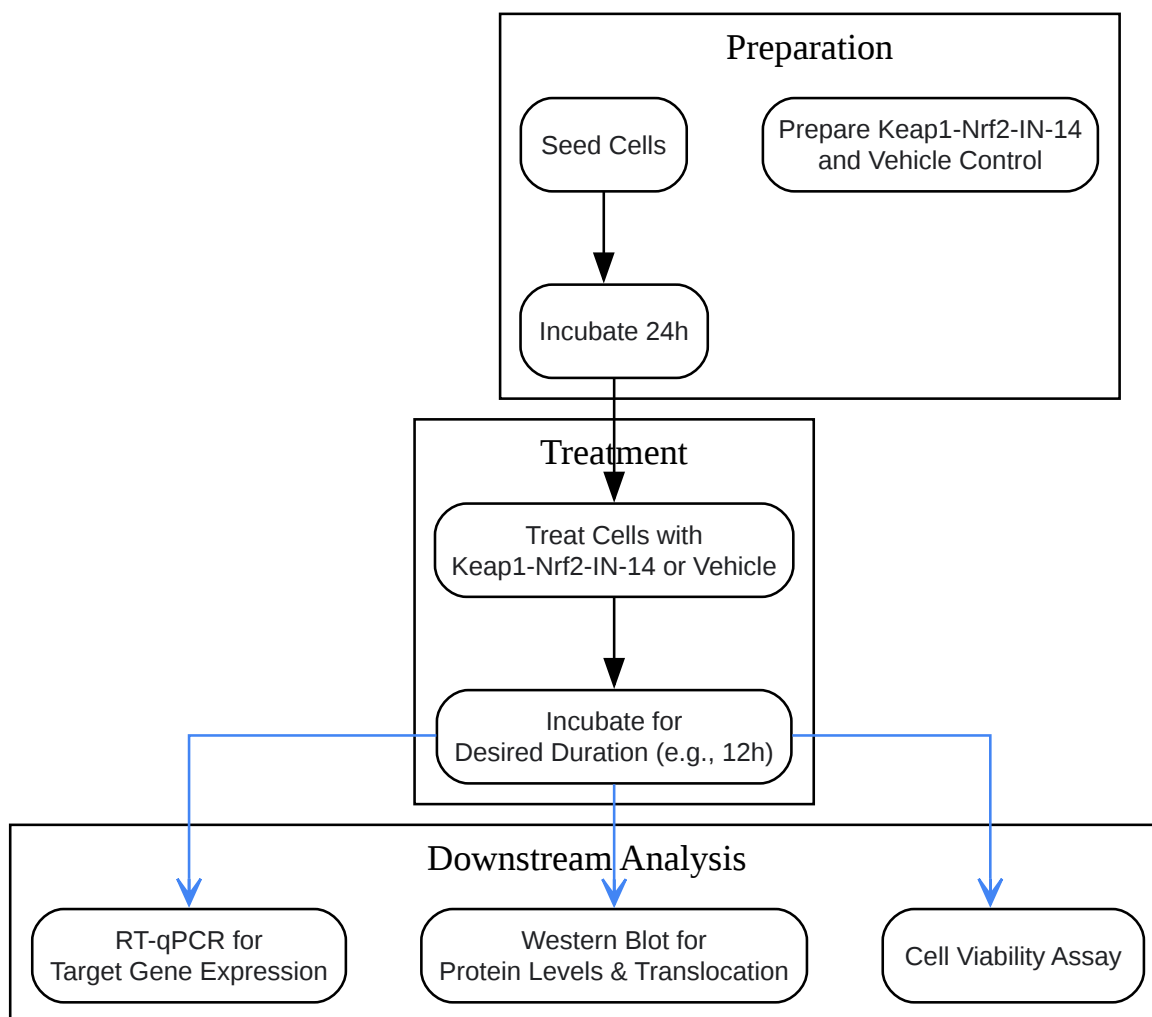 Preparation
Seed Cells
Prepare Keap1-Nrf2-IN-14
and Vehicle Control
Incubate 24h
Treatment
Treat Cells with
Keap1-Nrf2-IN-14 or Vehicle
Incubate for
Desired Duration (e.g., 12h)
Downstream Analysis
RT-qPCR for
Target Gene Expression
Western Blot for
Protein Levels & Translocation
Cell Viability Assay